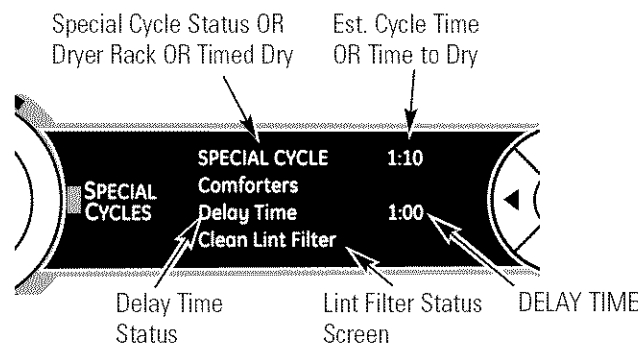 Special Cycle Status OR
Dryer Rack OR Timed Dry
Est. Cycle Time
OR Time to Dry
SPECIAL
CYCLES
SPECIAL CYCLE 1:10
Comforters
Delay Time 1:00
Clean Lint Filter
Delay Time
Status
Lint Filter Status
Screen
DELAY TIME